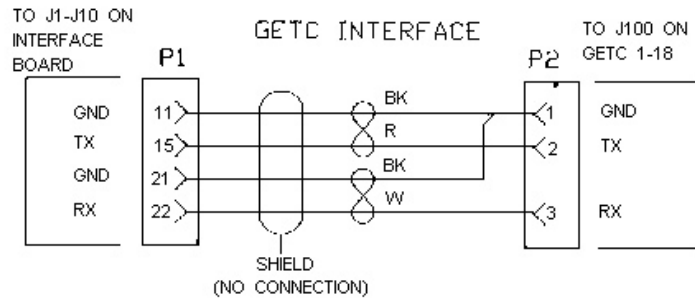 TO J1-J10 ON
INTERFACE
BOARD
GETC INTERFACE
TO J100 ON
GETC 1-18
P1
P2
GND 11 BK 1 GND
TX 15 R 2 TX
GND 21 BK
RX 22 W 3 RX
SHIELD
(NO CONNECTION)